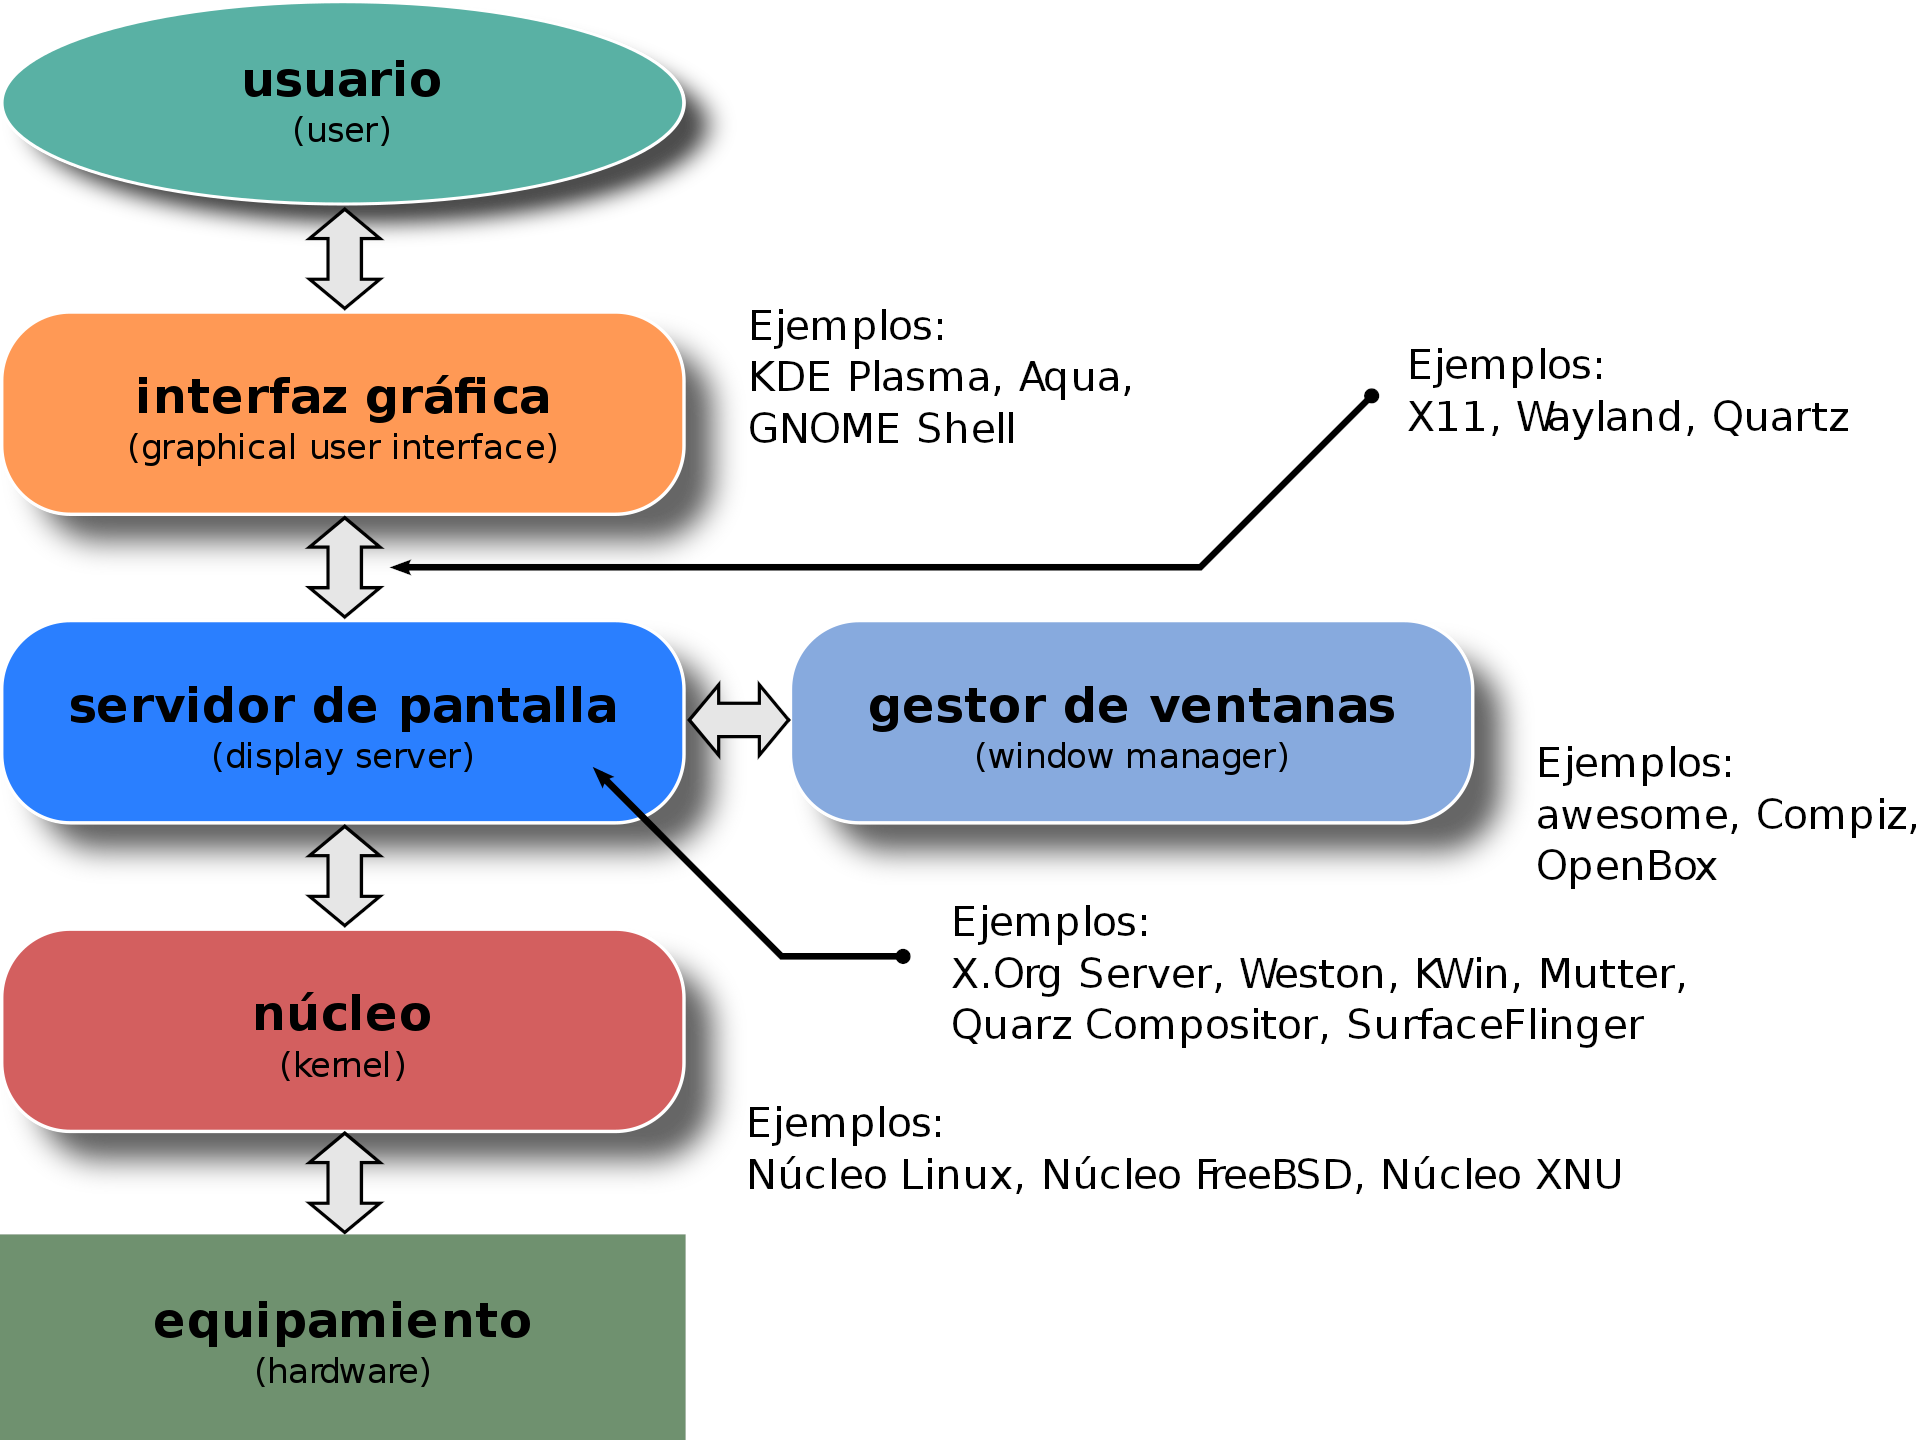 usuario
(user)
interfaz gráfica
(graphical user interface)
Ejemplos:
KDE Plasma, Aqua,
GNOME Shell
Ejemplos:
X11, Wayland, Quartz
servidor de pantalla
(display server)
gestor de ventanas
(window manager)
Ejemplos:
awesome, Compiz,
OpenBox
Ejemplos:
X.Org Server, Weston, KWin, Mutter,
Quarz Compositor, SurfaceFlinger
núcleo
(kernel)
Ejemplos:
Núcleo Linux, Núcleo FreeBSD, Núcleo XNU
equipamiento
(hardware)